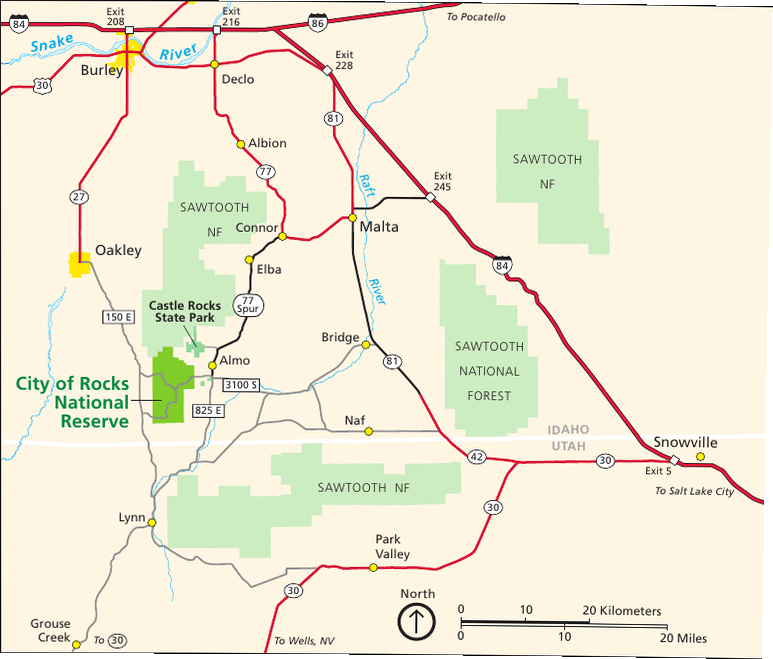 Exit
208
Exit
216
84
86
To Pocatello
Snake
River
Exit
228
Burley
Declo
30
81
Albion
77
SAWTOOTH
NF
Exit
245
Raft
27
SAWTOOTH
NF
Connor
Malta
Oakley
Elba
84
River
77
Spur
Castle Rocks
State Park
150 E
Bridge
SAWTOOTH
NATIONAL
FOREST
Almo
81
City of Rocks
National
Reserve
3100 S
825 E
Naf
IDAHO
UTAH
Snowville
42
30
Exit 5
SAWTOOTH NF
To Salt Lake City
30
Lynn
Park
Valley
30
North
0 10 20 Kilometers
0 10 20 Miles
Grouse
Creek
To 30
To Wells, NV